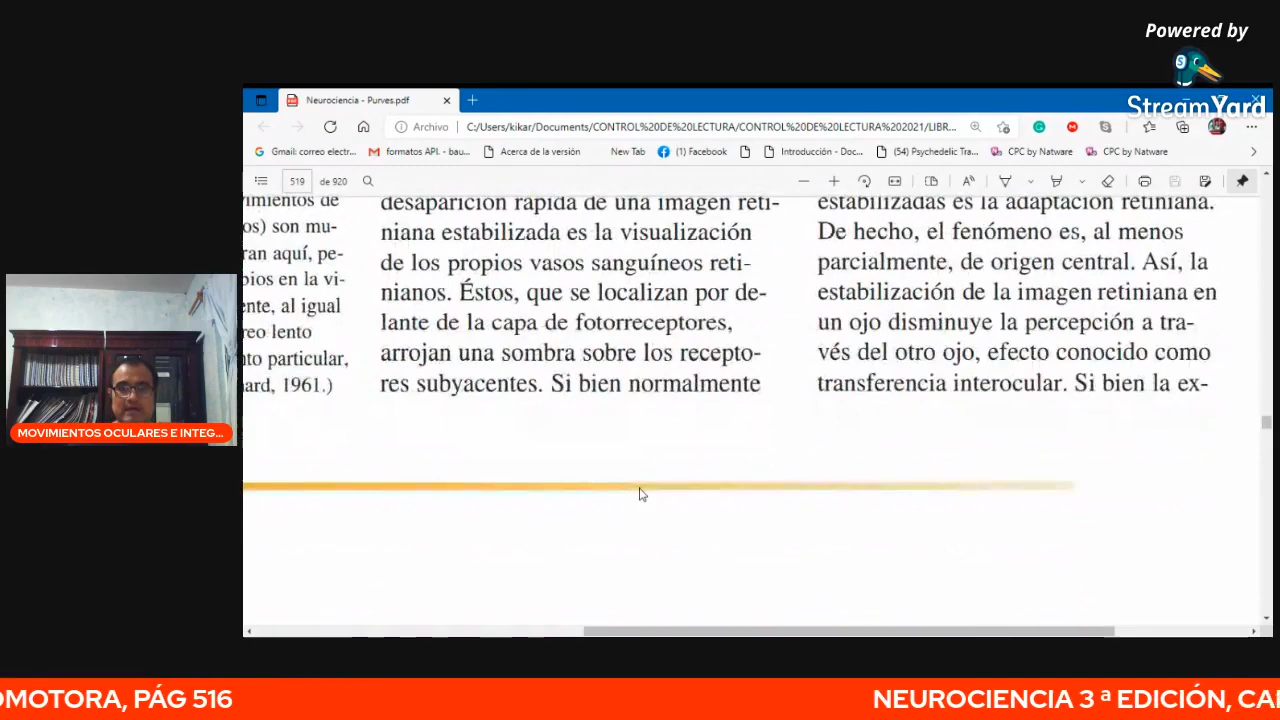 Powered by
StreamYard
Neurociencia - Purves.pdf
Archivo
C:/Users/kikar/Documents/CONTROL%20DE%20LECTURA/CONTROL%20DE%20LECTURA%202021/LIBR...
Gmail: correo electr...
formatos API. - bau...
Acerca de la versión
New Tab
(1) Facebook
Introducción - Doc...
(54) Psychedelic Tra...
CPC by Natware
CPC by Natware
519 de 920
vimientos de
os) son mu-
ran aquí, pe-
bios en la vi-
ente, al igual
reo lento
nto particular,
ard, 1961.)
desaparición rápida de una imagen reti-
niana estabilizada es la visualización
de los propios vasos sanguíneos reti-
nianos. Éstos, que se localizan por de-
lante de la capa de fotorreceptores,
arrojan una sombra sobre los recepto-
res subyacentes. Si bien normalmente
estabilizadas es la adaptación retiniana.
De hecho, el fenómeno es, al menos
parcialmente, de origen central. Así, la
estabilización de la imagen retiniana en
un ojo disminuye la percepción a tra-
vés del otro ojo, efecto conocido como
transferencia interocular. Si bien la ex-
MOVIMIENTOS OCULARES E INTEG...
OMOTORA, PÁG 516
NEUROCIENCIA 3 ª EDICIÓN, CA